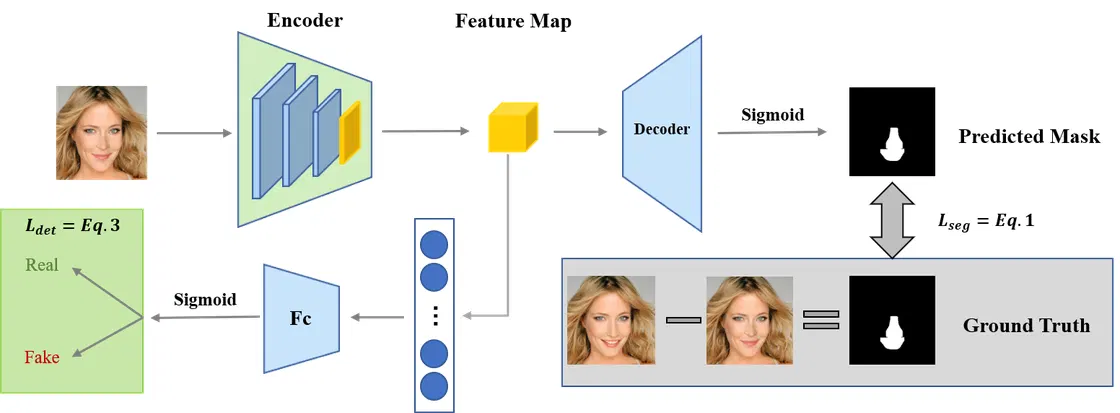 Encoder
Feature Map
Decoder
Sigmoid
Predicted Mask
L_det = Eq.3
Real
Fake
Sigmoid
Fc
...
L_seg = Eq.1
Ground Truth